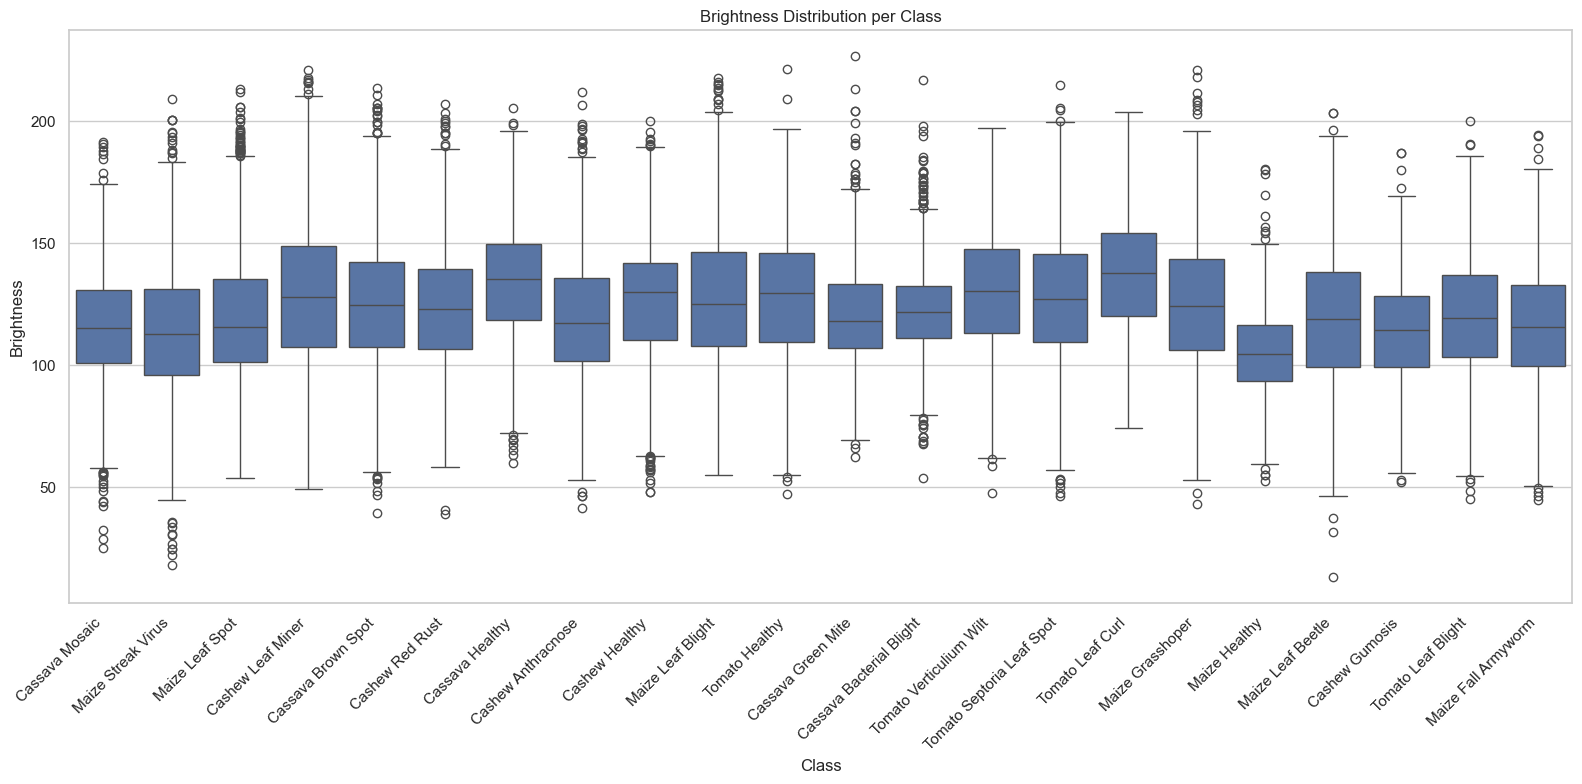 Brightness Distribution per Class
Brightness
200
150
100
50
Cassava Mosaic
Maize Streak Virus
Maize Leaf Spot
Cashew Leaf Miner
Cassava Brown Spot
Cashew Red Rust
Cassava Healthy
Cashew Anthracnose
Cashew Healthy
Maize Leaf Blight
Tomato Healthy
Cassava Green Mite
Cassava Bacterial Blight
Tomato Verticulium Wilt
Tomato Septoria Leaf Spot
Tomato Leaf Curl
Maize Grasshoper
Maize Healthy
Maize Leaf Beetle
Cashew Gumosis
Tomato Leaf Blight
Maize Fall Armyworm
Class